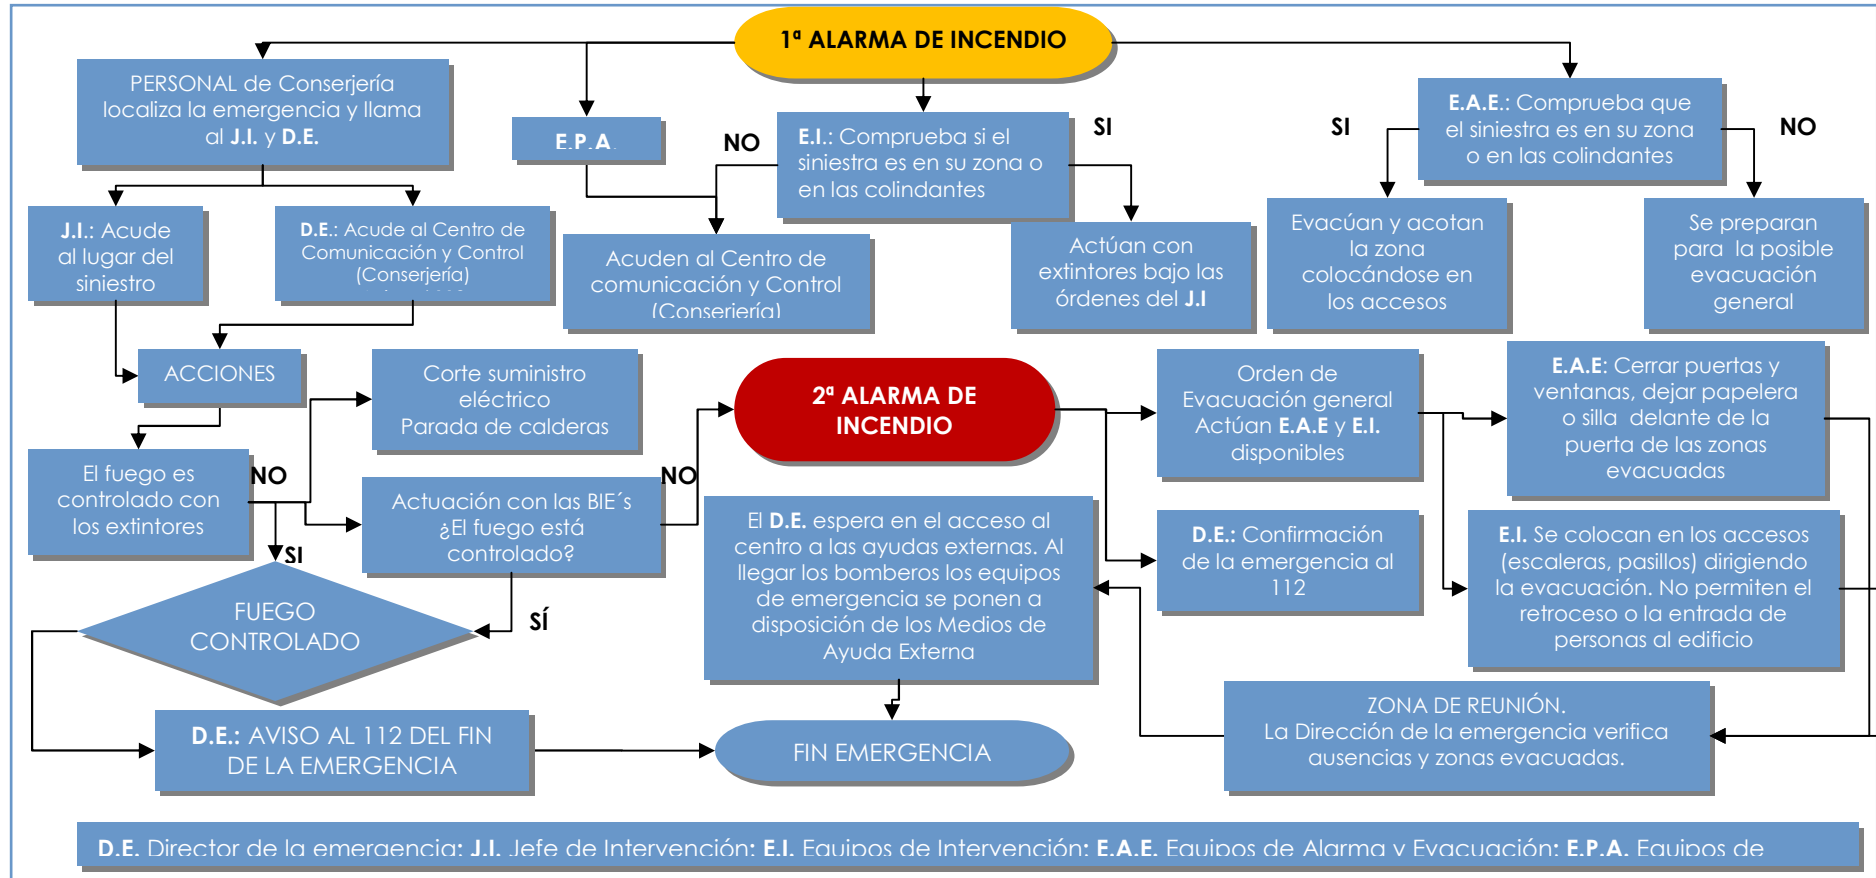 1ª ALARMA DE INCENDIO
PERSONAL de Conserjería
localiza la emergencia y llama
al J.I. y D.E.
E.P.A.
NO
E.I.: Comprueba si el
siniestra es en su zona o
en las colindantes
SI
SI
E.A.E.: Comprueba que
el siniestra es en su zona
o en las colindantes
NO
J.I.: Acude
al lugar del
siniestro
D.E.: Acude al Centro de
Comunicación y Control
(Conserjería)
Acuden al Centro de
comunicación y Control
(Conserjería)
Actúan con
extintores bajo las
órdenes del J.I
Evacúan y acotan
la zona
colocándose en
los accesos
Se preparan
para la posible
evacuación
general
ACCIONES
Corte suministro
eléctrico
Parada de calderas
2ª ALARMA DE
INCENDIO
Orden de
Evacuación general
Actúan E.A.E y E.I.
disponibles
E.A.E: Cerrar puertas y
ventanas, dejar papelera
o silla delante de la
puerta de las zonas
evacuadas
El fuego es
controlado con
los extintores
NO
SI
Actuación con las BIE´s
¿El fuego está
controlado?
NO
SÍ
El D.E. espera en el acceso al
centro a las ayudas externas. Al
llegar los bomberos los equipos
de emergencia se ponen a
disposición de los Medios de
Ayuda Externa
D.E.: Confirmación
de la emergencia al
112
E.I. Se colocan en los accesos
(escaleras, pasillos) dirigiendo
la evacuación. No permiten el
retroceso o la entrada de
personas al edificio
FUEGO
CONTROLADO
ZONA DE REUNIÓN.
La Dirección de la emergencia verifica
ausencias y zonas evacuadas.
D.E.: AVISO AL 112 DEL FIN
DE LA EMERGENCIA
FIN EMERGENCIA
D.E. Director de la emergencia; J.I. Jefe de Intervención; E.I. Equipos de Intervención; E.A.E. Equipos de Alarma y Evacuación; E.P.A. Equipos de